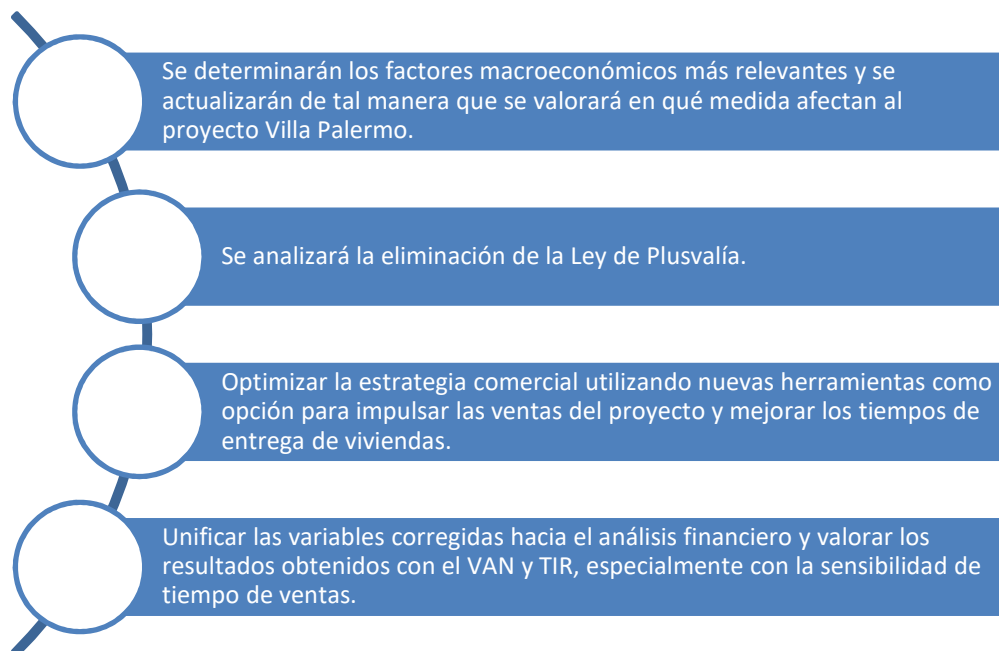 Se determinarán los factores macroeconómicos más relevantes y se
actualizarán de tal manera que se valorará en qué medida afectan al
proyecto Villa Palermo.
Se analizará la eliminación de la Ley de Plusvalía.
Optimizar la estrategia comercial utilizando nuevas herramientas como
opción para impulsar las ventas del proyecto y mejorar los tiempos de
entrega de viviendas.
Unificar las variables corregidas hacia el análisis financiero y valorar los
resultados obtenidos con el VAN y TIR, especialmente con la sensibilidad de
tiempo de ventas.